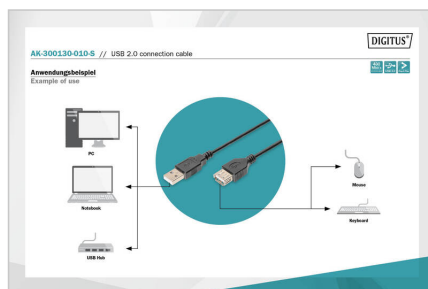 DIGITUS®
AK-300130-010-S // USB 2.0 connection cable
Anwendungsbeispiel
Example of use
PC
Notebook
USB Hub
Mouse
Keyboard